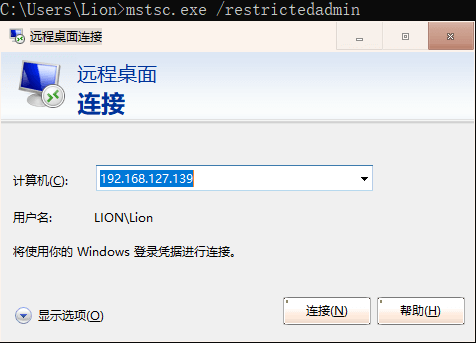 C:\Users\Lion>mstsc.exe /restrictedadmin
远程桌面连接
远程桌面
连接
计算机(C):
192.168.127.139
用户名:
LION\Lion
将使用你的 Windows 登录凭据进行连接。
显示选项(O)
连接(N)
帮助(H)